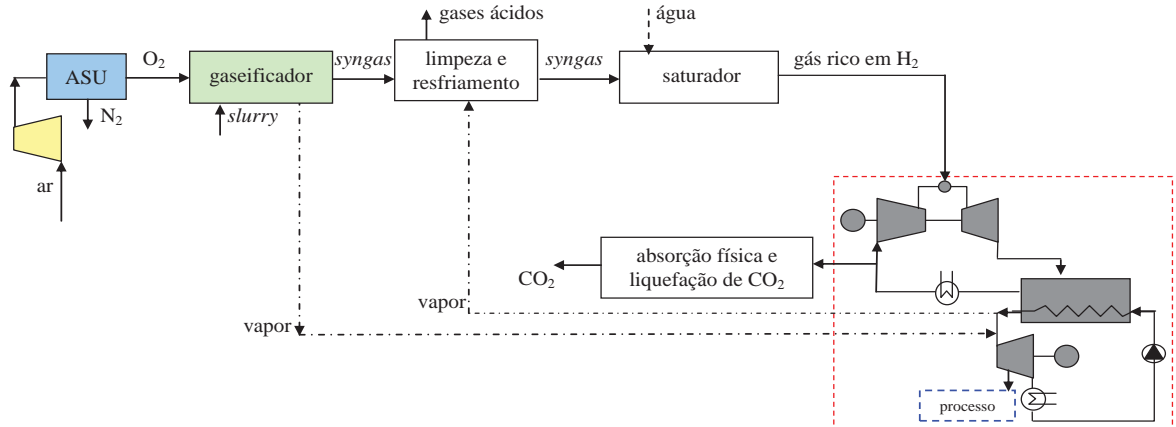 gases ácidos
água
ASU
O₂
gaseificador
syngas
limpeza e
resfriamento
syngas
saturador
gás rico em H₂
N₂
slurry
ar
absorção física e
liquefação de CO₂
CO₂
vapor
vapor
processo